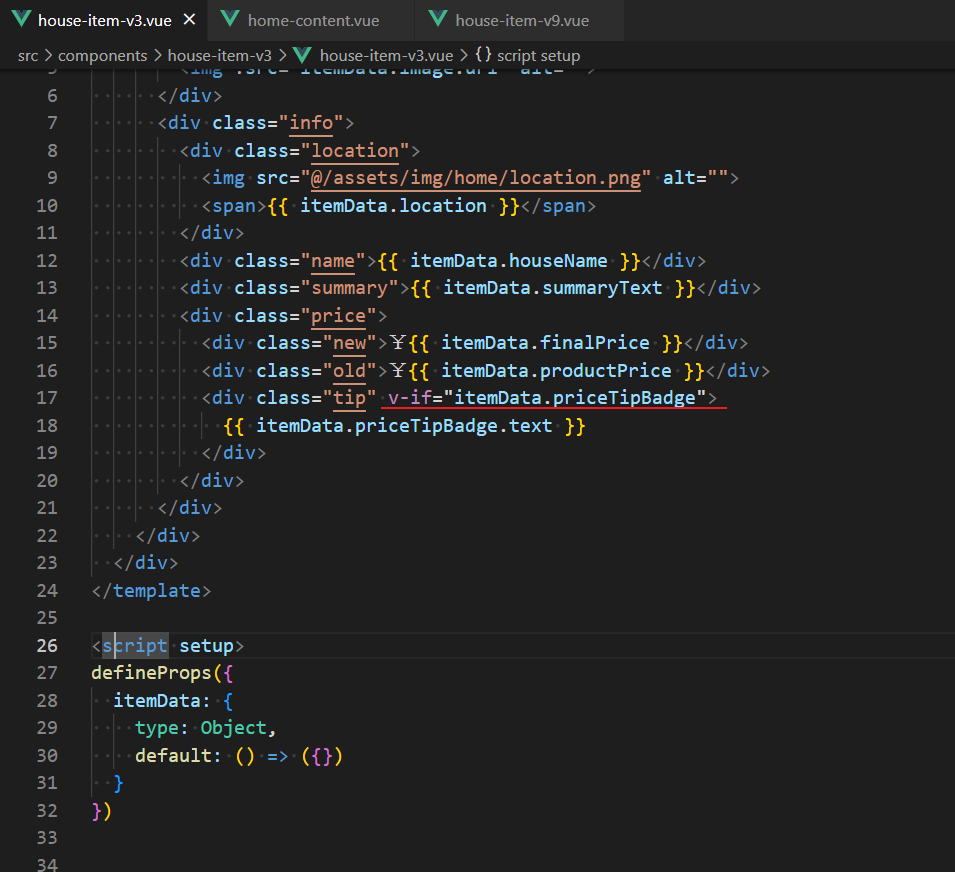 house-item-v3.vue × home-content.vue house-item-v9.vue
src > components > house-item-v3 > house-item-v3.vue > {} script setup
5 <img :src="itemData.image.url" alt="">
6 </div>
7 <div class="info">
8 <div class="location">
9 <img src="@/assets/img/home/location.png" alt="">
10 <span>{{ itemData.location }}</span>
11 </div>
12 <div class="name">{{ itemData.houseName }}</div>
13 <div class="summary">{{ itemData.summaryText }}</div>
14 <div class="price">
15 <div class="new">¥{{ itemData.finalPrice }}</div>
16 <div class="old">¥{{ itemData.productPrice }}</div>
17 <div class="tip" v-if="itemData.priceTipBadge">
18 {{ itemData.priceTipBadge.text }}
19 </div>
20 </div>
21 </div>
22 </div>
23 </div>
24 </template>
25
26 <script setup>
27 defineProps({
28 itemData: {
29 type: Object,
30 default: () => ({})
31 }
32 })
33
34